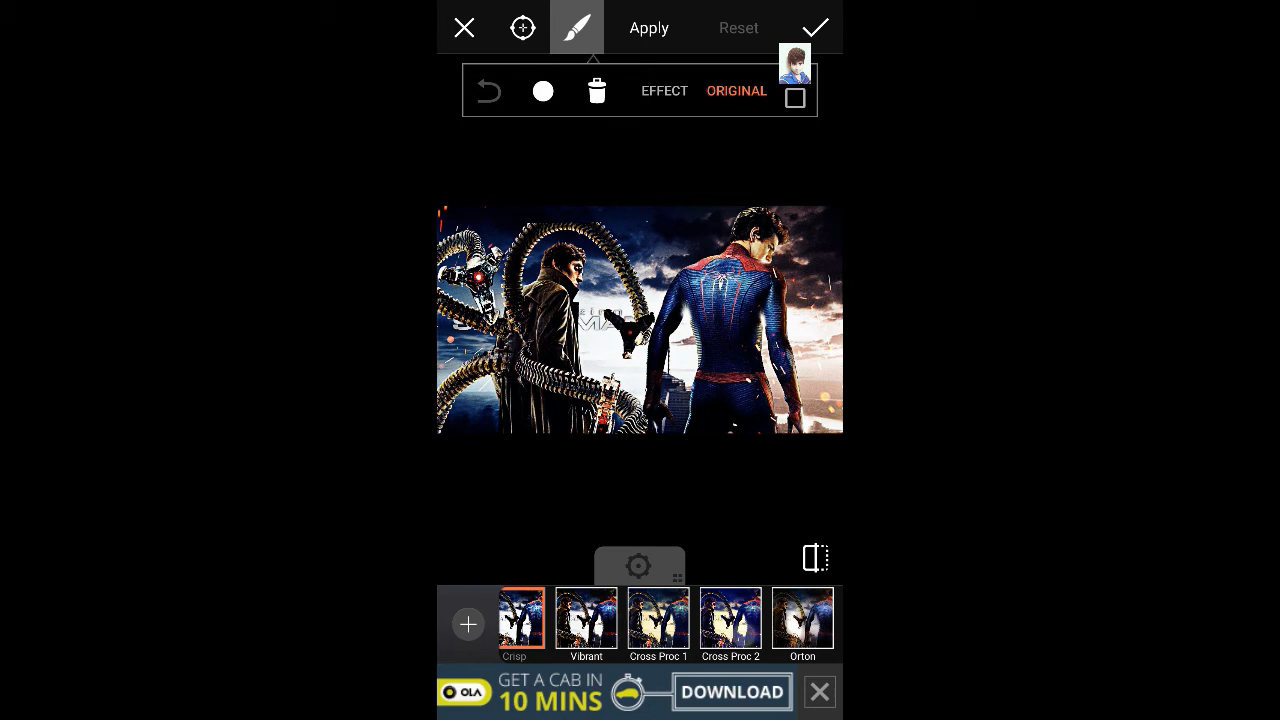 Apply Reset
EFFECT ORIGINAL
Crisp Vibrant Cross Proc 1 Cross Proc 2 Orton
OLA GET A CAB IN
10 MINS DOWNLOAD